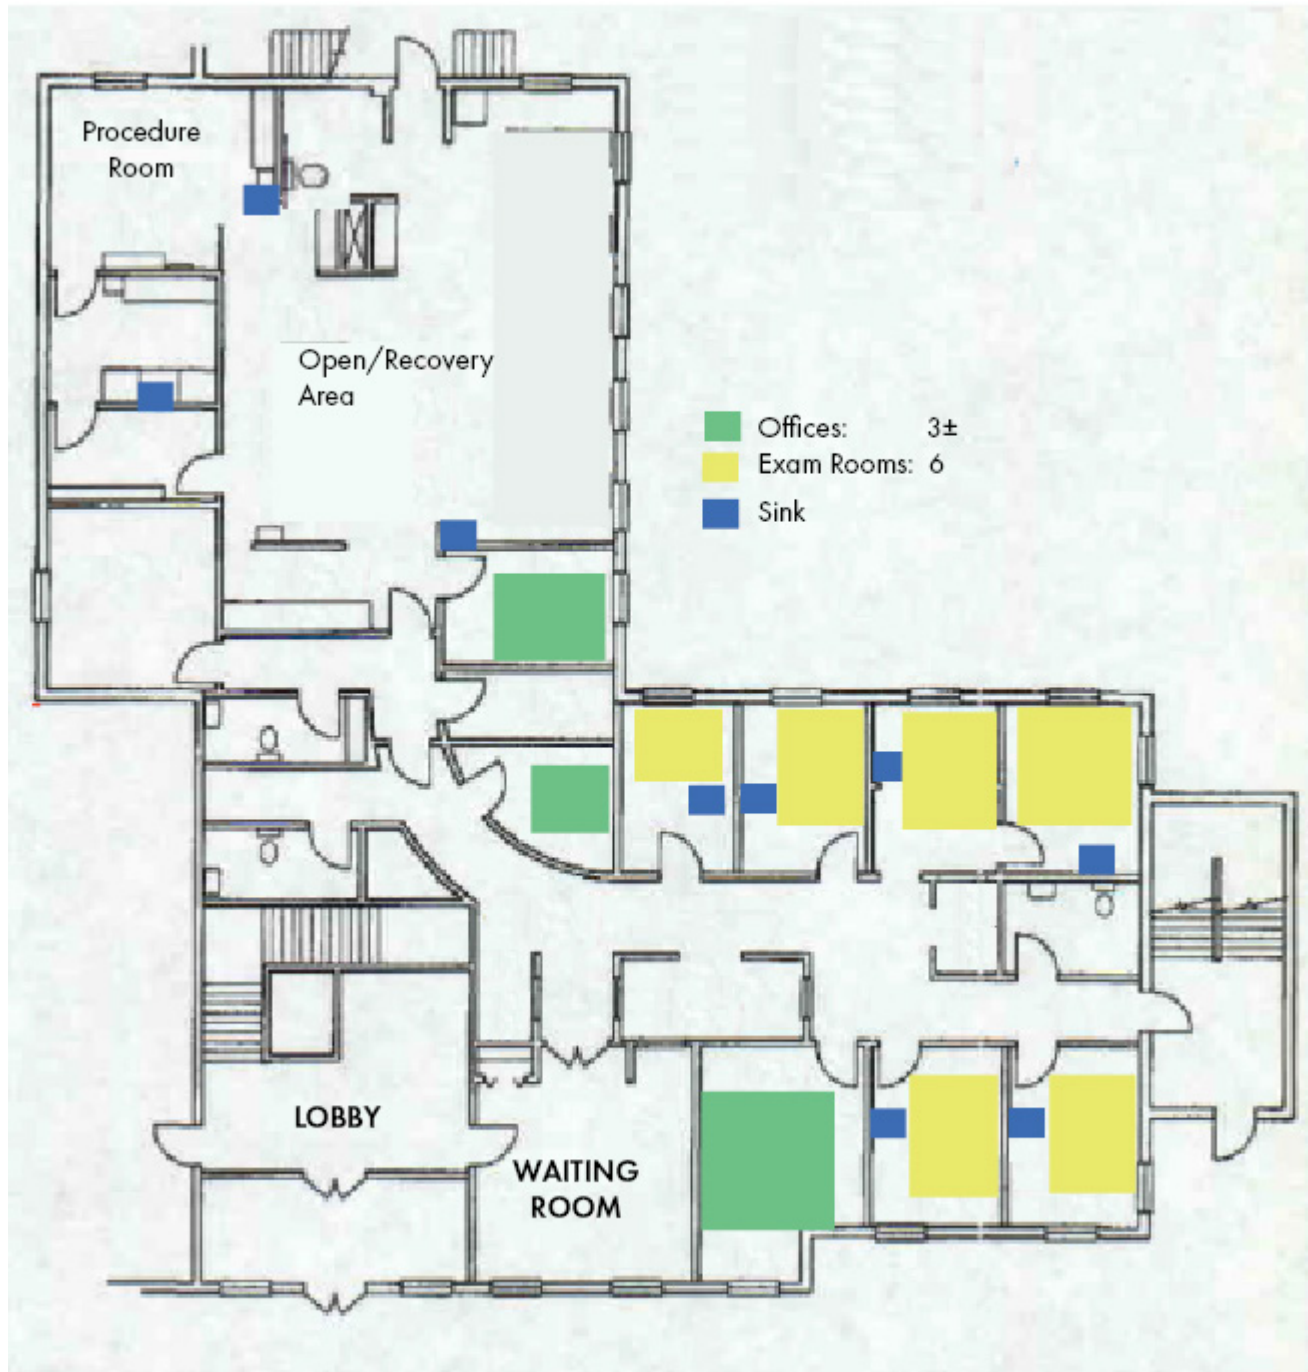 Procedure
Room
Open/Recovery
Area
Offices: 3±
Exam Rooms: 6
Sink
LOBBY
WAITING
ROOM